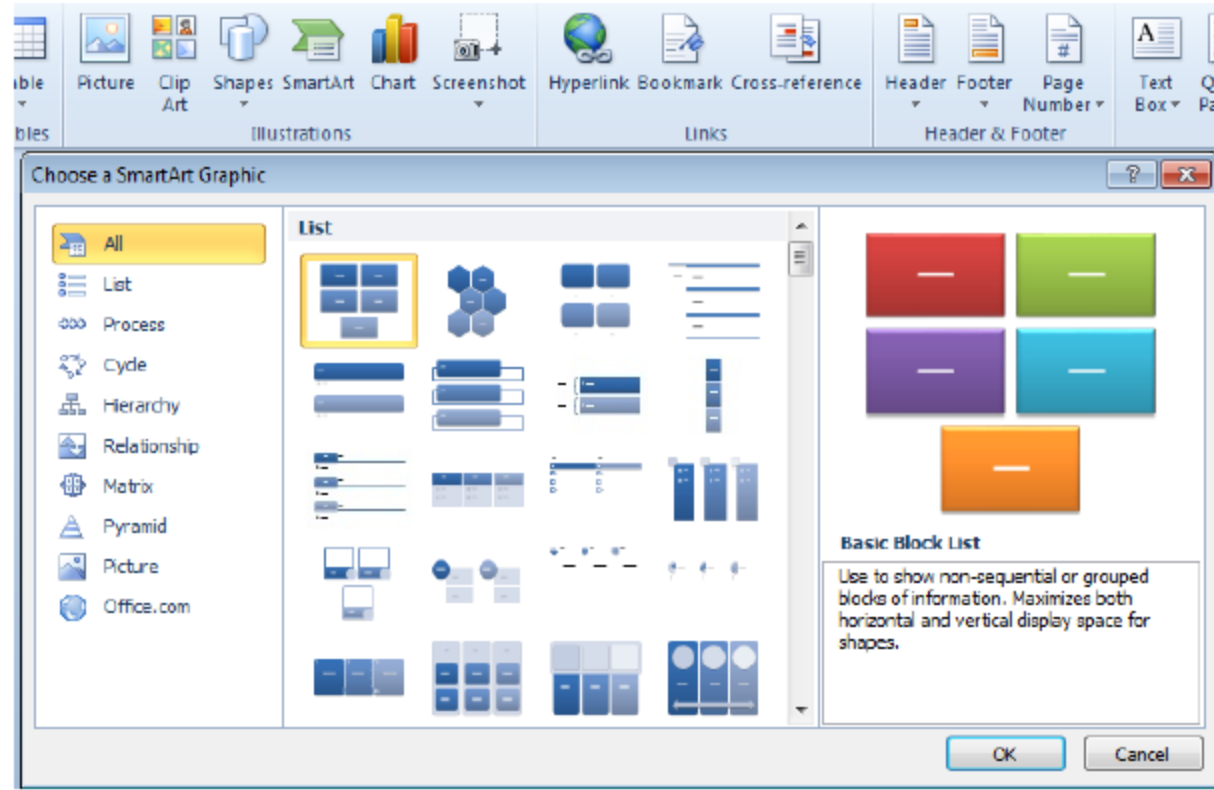 Picture Clip Art Shapes SmartArt Chart Screenshot Hyperlink Bookmark Cross-reference Header Footer Page Number Text Box
Illustrations Links Header & Footer
Choose a SmartArt Graphic
All
List
Process
Cycle
Hierarchy
Relationship
Matrix
Pyramid
Picture
Office.com
List
Basic Block List
Use to show non-sequential or grouped
blocks of information. Maximizes both
horizontal and vertical display space for
shapes.
OK Cancel